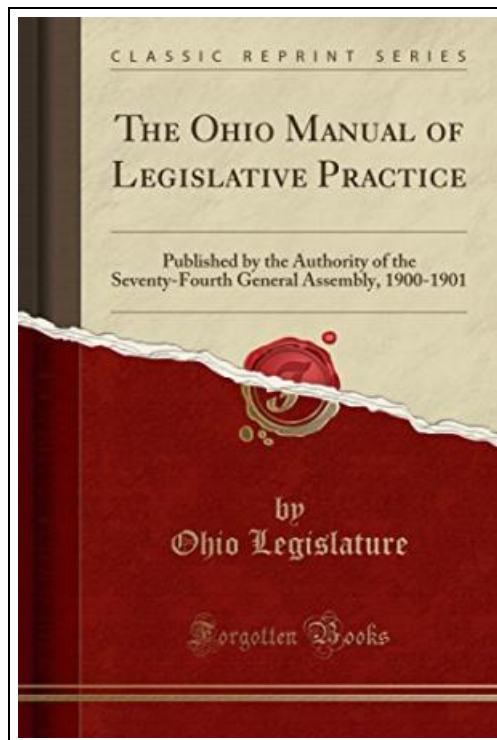 CLASSIC REPRINT SERIES
THE OHIO MANUAL OF
LEGISLATIVE PRACTICE
Published by the Authority of the
Seventy-Fourth General Assembly, 1900-1901
by
Ohio Legislature
Forgotten Books